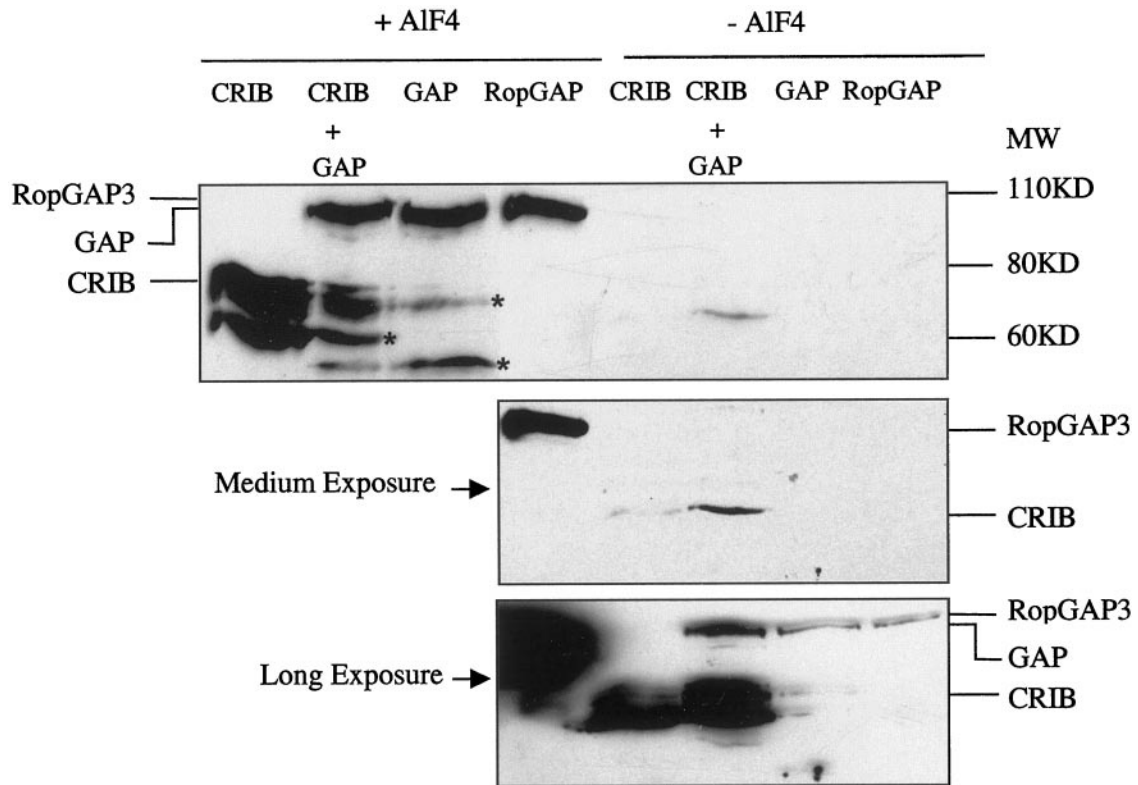 + AlF4 - AlF4
CRIB CRIB GAP RopGAP CRIB CRIB GAP RopGAP
+ +
GAP GAP MW
RopGAP3 110KD
GAP
CRIB 80KD
* 
* 60KD
*
RopGAP3
Medium Exposure
CRIB
RopGAP3
GAP
Long Exposure
CRIB